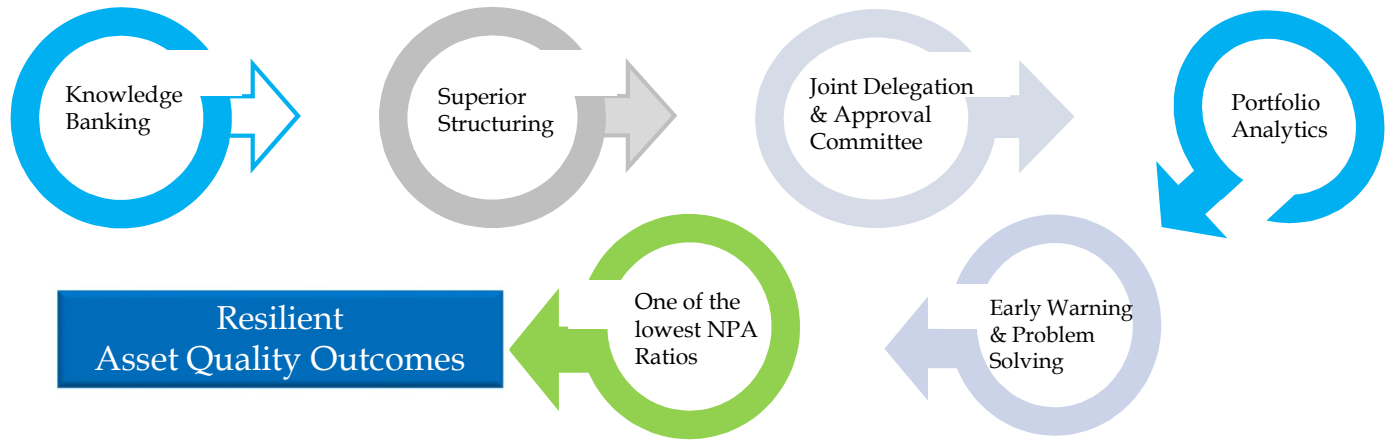 Knowledge
Banking
Superior
Structuring
Joint Delegation
& Approval
Committee
Portfolio
Analytics
Early Warning
& Problem
Solving
One of the
lowest NPA
Ratios
Resilient
Asset Quality Outcomes